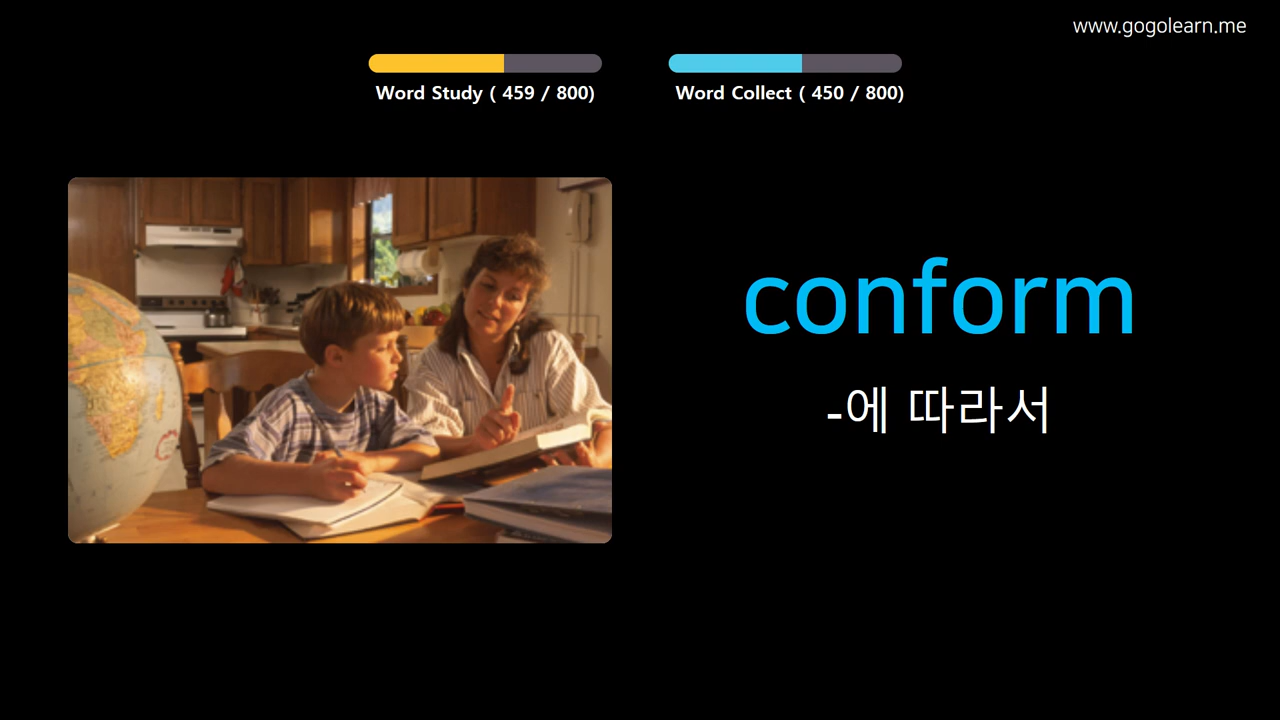 www.gogolearn.me
Word Study ( 459 / 800)
Word Collect ( 450 / 800)
conform
-에 따라서